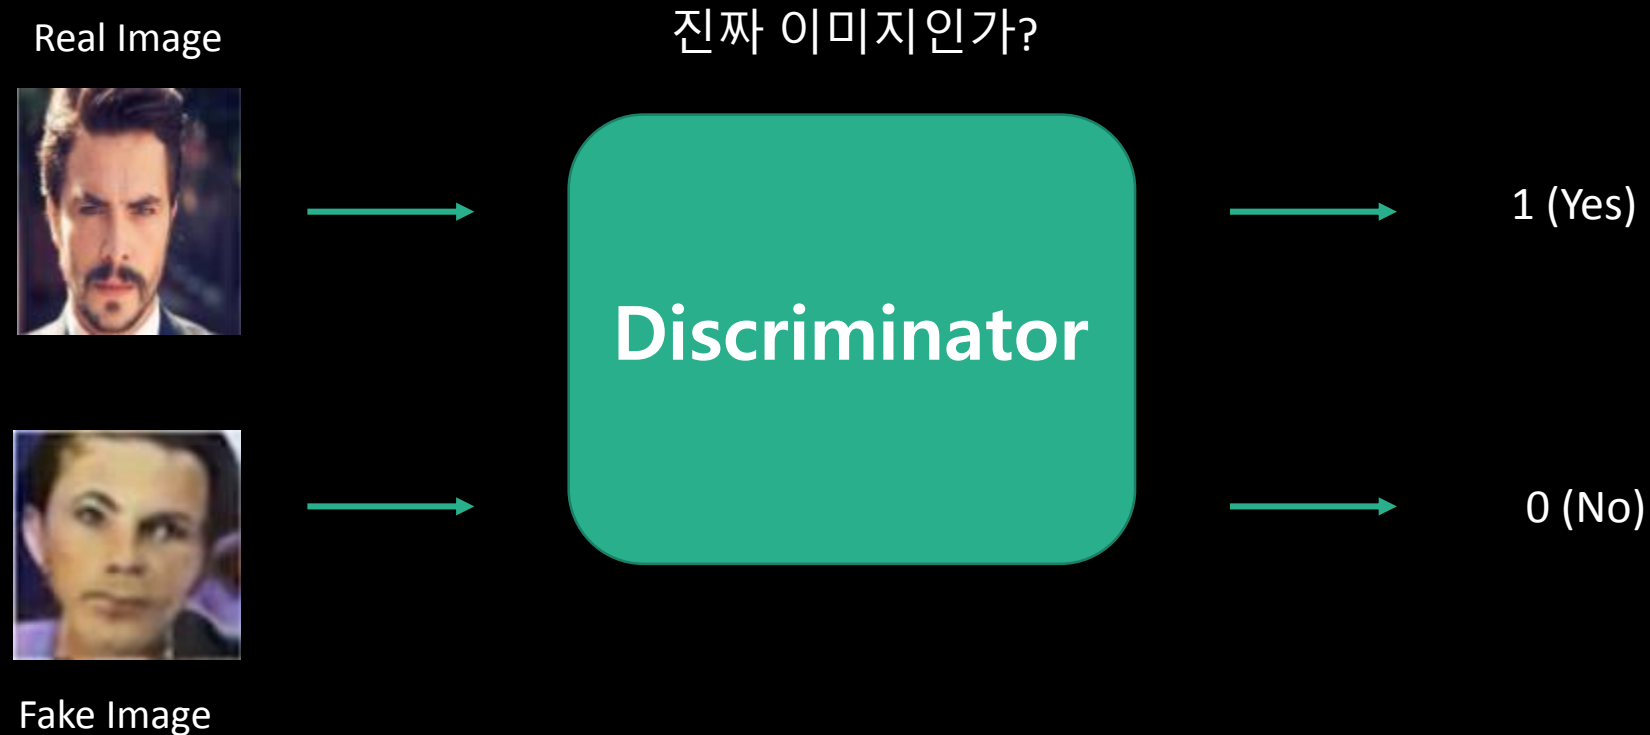 Real Image
진짜 이미지인가?
1 (Yes)
Discriminator
0 (No)
Fake Image